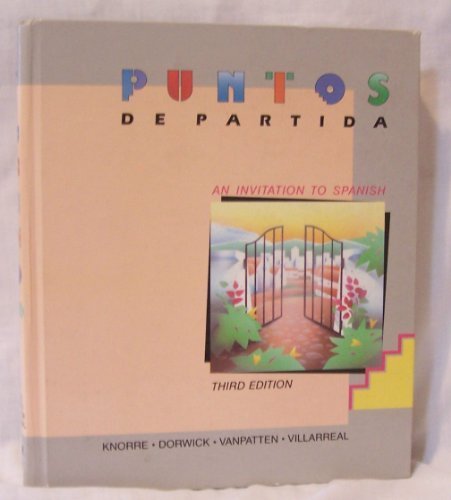 PUNTOS
DE PARTIDA
AN INVITATION TO SPANISH
THIRD EDITION
KNORRE • DORWICK • VANPATTEN • VILLARREAL